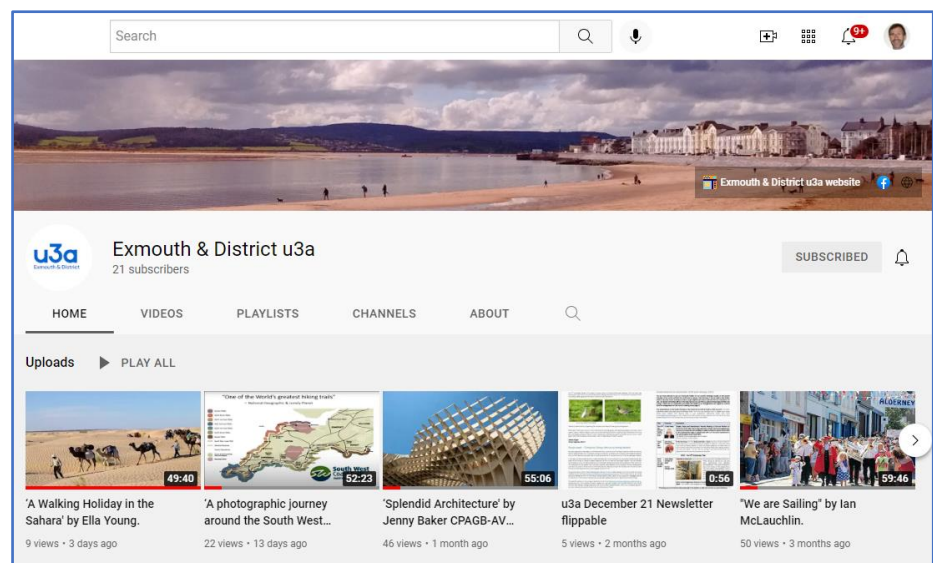 Search
9+
Exmouth & District u3a website
u3a
Exmouth & District
Exmouth & District u3a
21 subscribers
SUBSCRIBED
HOME
VIDEOS
PLAYLISTS
CHANNELS
ABOUT
Uploads
PLAY ALL
49:40
"One of the World's greatest hiking trails"
- National Geographic & Lonely Planet
South West
52:23
55:06
0:56
ALDERNEY
59:46
'A Walking Holiday in the
Sahara' by Ella Young.
9 views • 3 days ago
'A photographic journey
around the South West...
22 views • 13 days ago
'Splendid Architecture' by
Jenny Baker CPAGB-AV...
46 views • 1 month ago
u3a December 21 Newsletter
flippable
5 views • 2 months ago
"We are Sailing" by Ian
McLauchlin.
50 views • 3 months ago